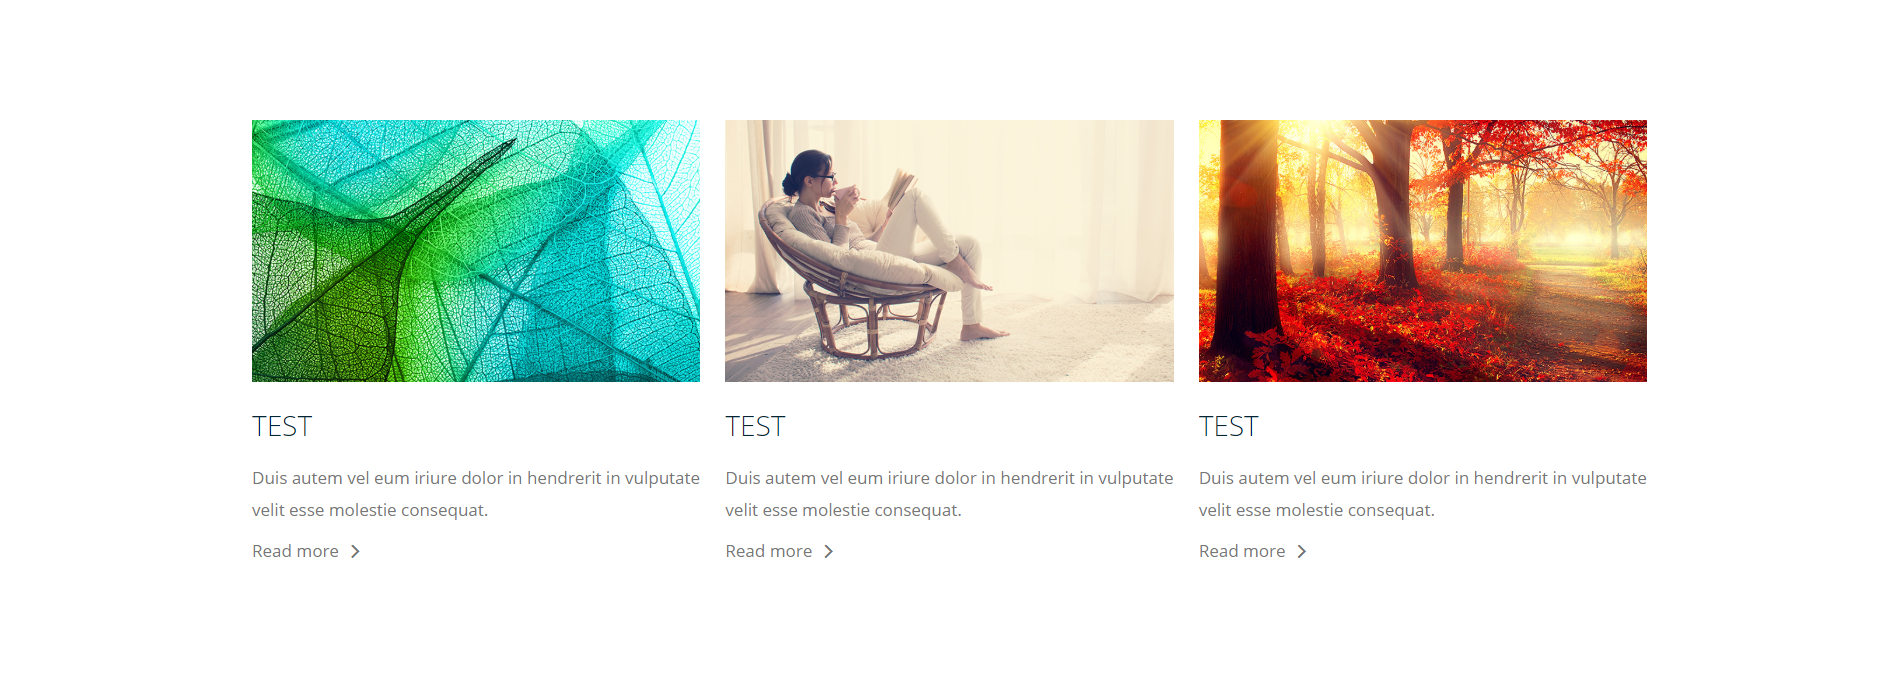 TEST
Duis autem vel eum iriure dolor in hendrerit in vulputate
velit esse molestie consequat.
Read more
TEST
Duis autem vel eum iriure dolor in hendrerit in vulputate
velit esse molestie consequat.
Read more
TEST
Duis autem vel eum iriure dolor in hendrerit in vulputate
velit esse molestie consequat.
Read more